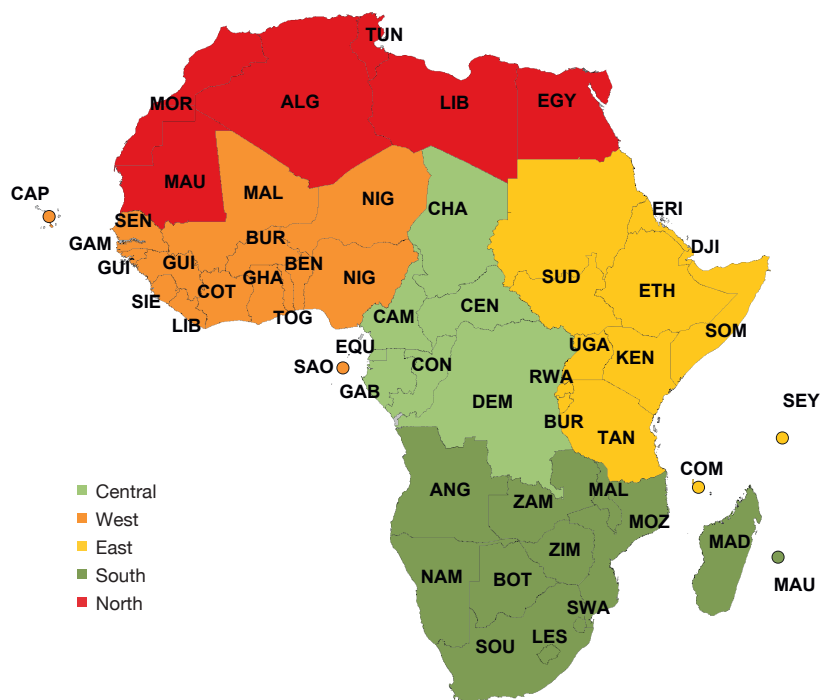 TUN
MOR
ALG
LIB
EGY
MAU
MAL
NIG
CAP
CHA
SEN
ERI
GAM
BUR
DJI
GUI
GUI
GHA
BEN
NIG
SUD
ETH
SIE
COT
LIB
TOG
CAM
CEN
SOM
EQU
UGA
KEN
SAO
CON
RWA
GAB
DEM
SEY
BUR
TAN
COM
ANG
ZAM
MAL
MOZ
MAD
ZIM
NAM
BOT
MAU
SWA
LES
SOU
Central
West
East
South
North